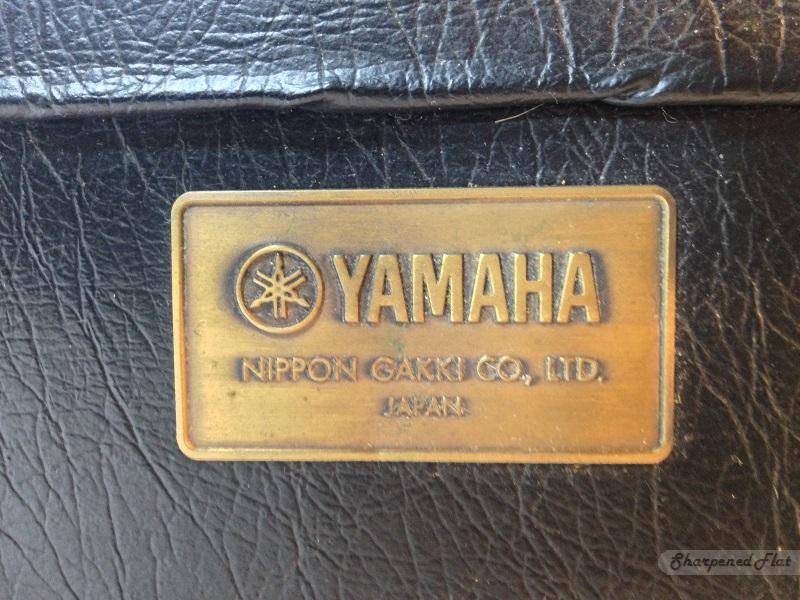 YAMAHA
NIPPON GAKKI CO., LTD.
JAPAN.
Sharpened Flat